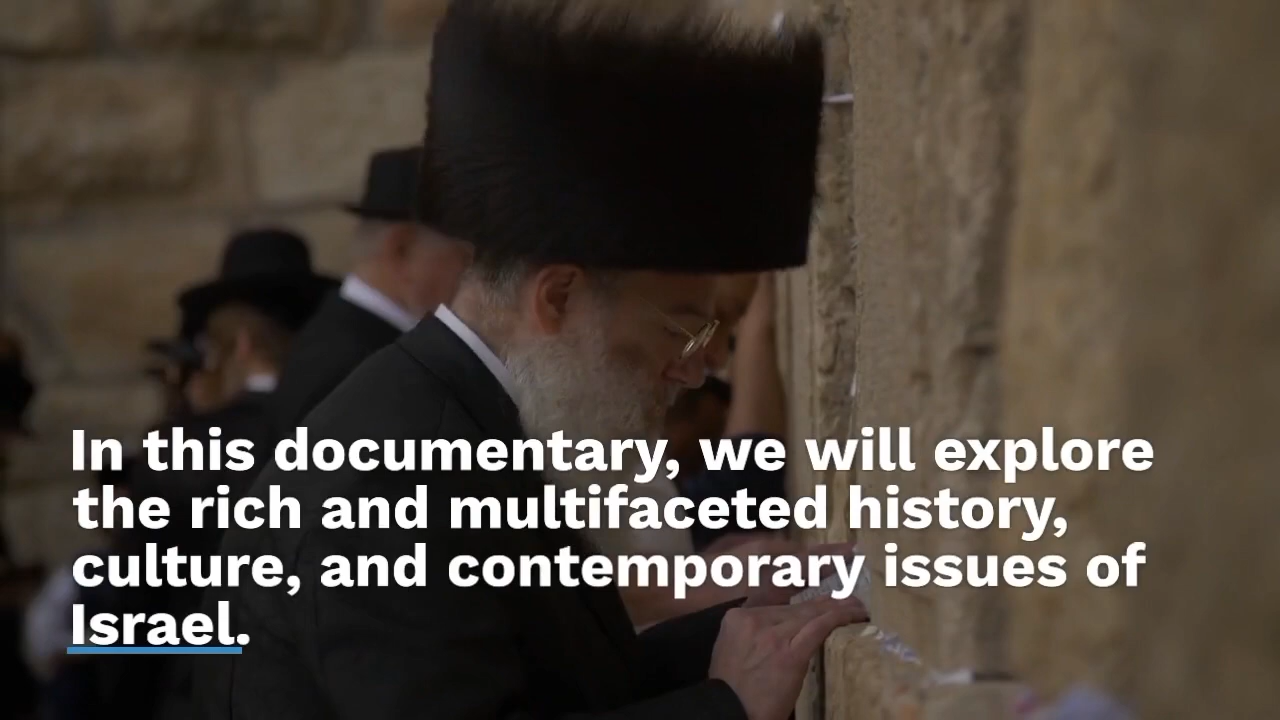 In this documentary, we will explore
the rich and multifaceted history,
culture, and contemporary issues of
Israel.